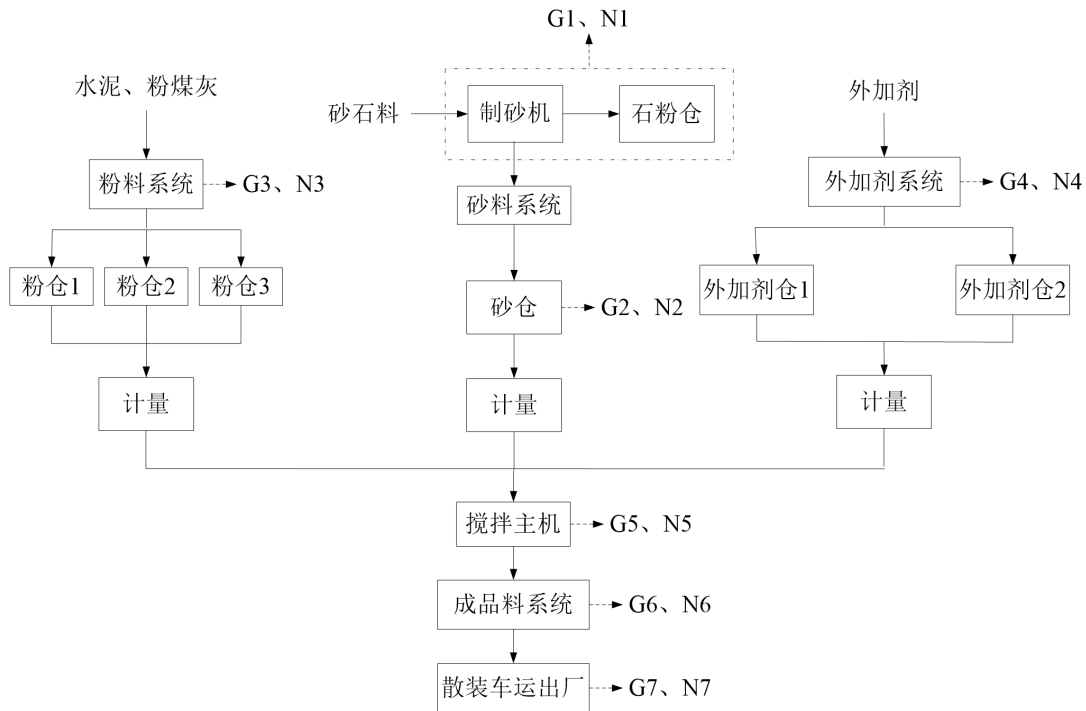 G1、N1
水泥、粉煤灰
砂石料
制砂机
石粉仓
外加剂
粉料系统
G3、N3
砂料系统
外加剂系统
G4、N4
粉仓1
粉仓2
粉仓3
砂仓
G2、N2
外加剂仓1
外加剂仓2
计量
计量
计量
搅拌主机
G5、N5
成品料系统
G6、N6
散装车运出厂
G7、N7